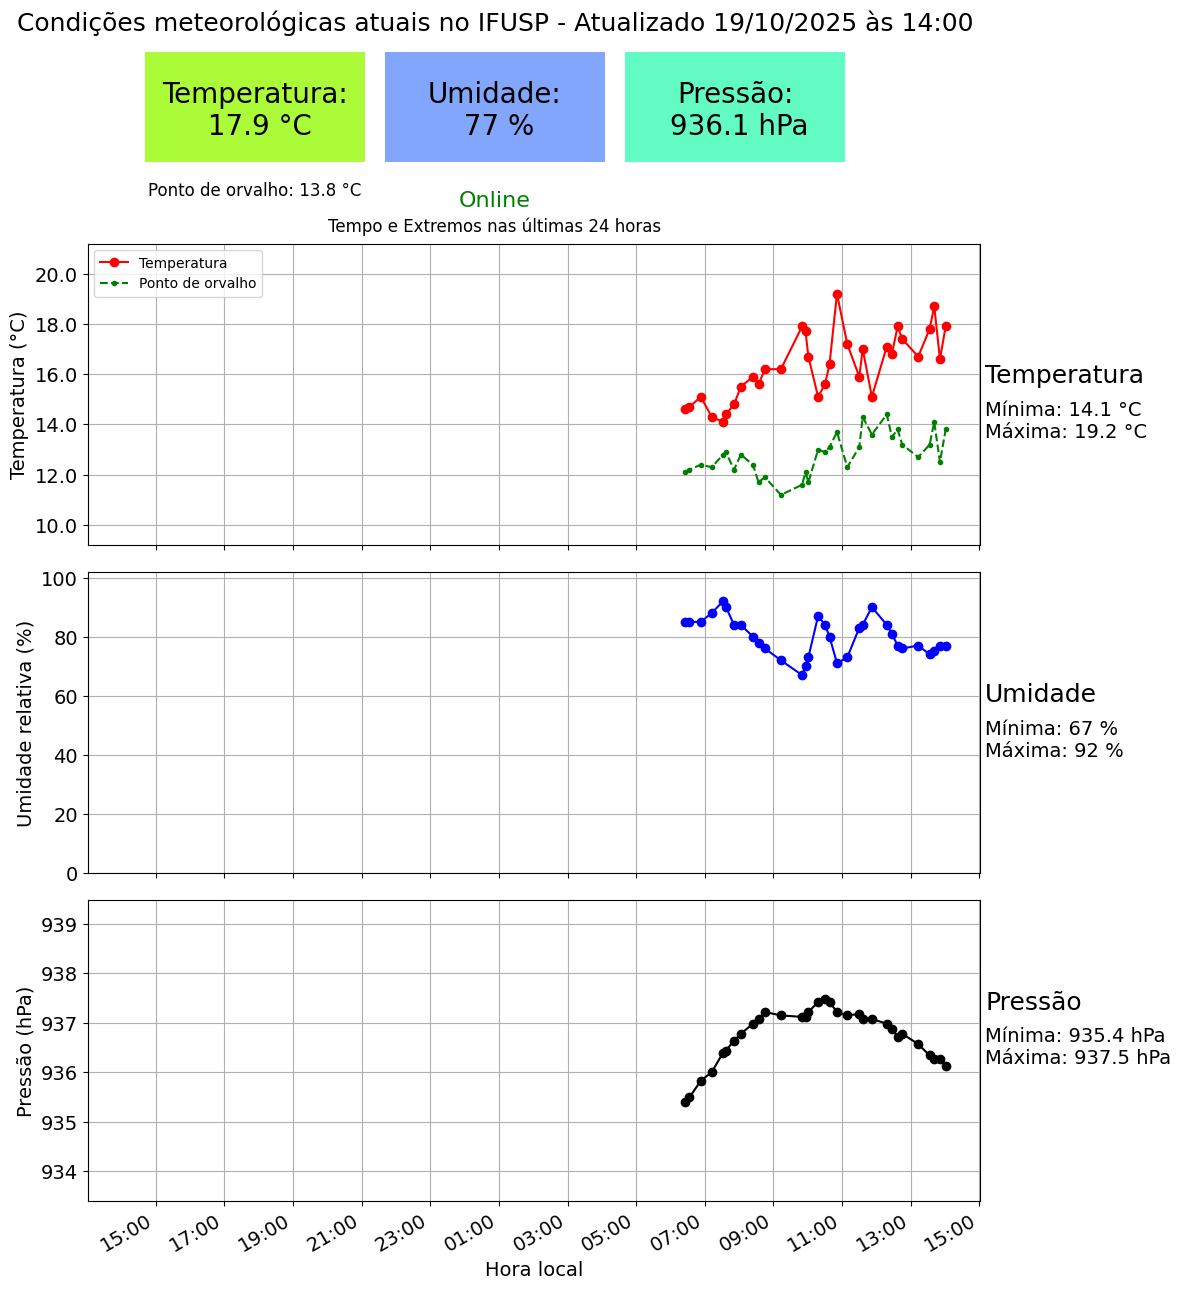 Condições meteorológicas atuais no IFUSP - Atualizado 19/10/2025 às 14:00
Temperatura:
17.9 °C
Umidade:
77 %
Pressão:
936.1 hPa
Ponto de orvalho: 13.8 °C
Online
Tempo e Extremos nas últimas 24 horas
Temperatura
Ponto de orvalho
Temperatura (°C)
20.0
18.0
16.0
14.0
12.0
10.0
Temperatura
Mínima: 14.1 °C
Máxima: 19.2 °C
Umidade relativa (%)
100
80
60
40
20
0
Umidade
Mínima: 67 %
Máxima: 92 %
Pressão (hPa)
939
938
937
936
935
934
Pressão
Mínima: 935.4 hPa
Máxima: 937.5 hPa
15:00 17:00 19:00 21:00 23:00 01:00 03:00 05:00 07:00 09:00 11:00 13:00 15:00
Hora local